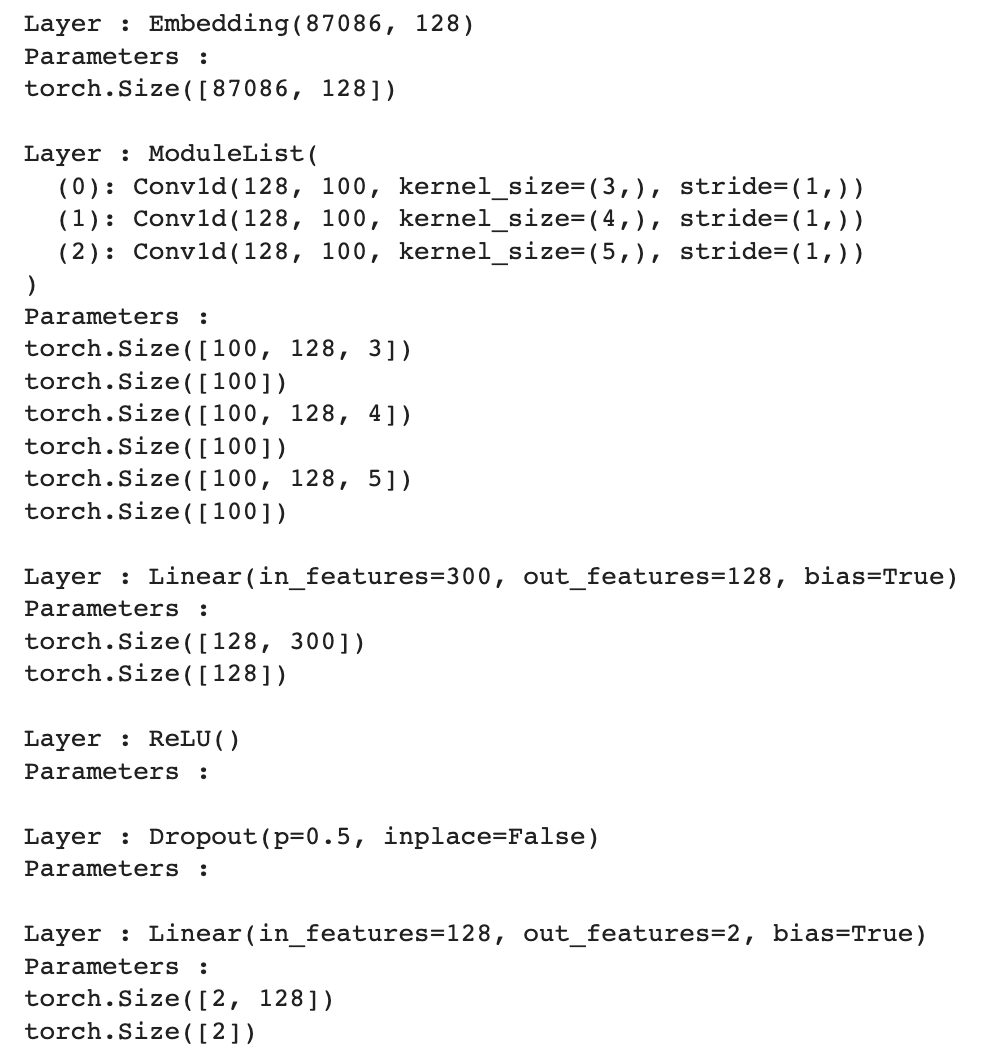 Layer : Embedding(87086, 128)
Parameters :
torch.Size([87086, 128])

Layer : ModuleList(
  (0): Conv1d(128, 100, kernel_size=(3,), stride=(1,))
  (1): Conv1d(128, 100, kernel_size=(4,), stride=(1,))
  (2): Conv1d(128, 100, kernel_size=(5,), stride=(1,))
)
Parameters :
torch.Size([100, 128, 3])
torch.Size([100])
torch.Size([100, 128, 4])
torch.Size([100])
torch.Size([100, 128, 5])
torch.Size([100])

Layer : Linear(in_features=300, out_features=128, bias=True)
Parameters :
torch.Size([128, 300])
torch.Size([128])

Layer : ReLU()
Parameters :

Layer : Dropout(p=0.5, inplace=False)
Parameters :

Layer : Linear(in_features=128, out_features=2, bias=True)
Parameters :
torch.Size([2, 128])
torch.Size([2])